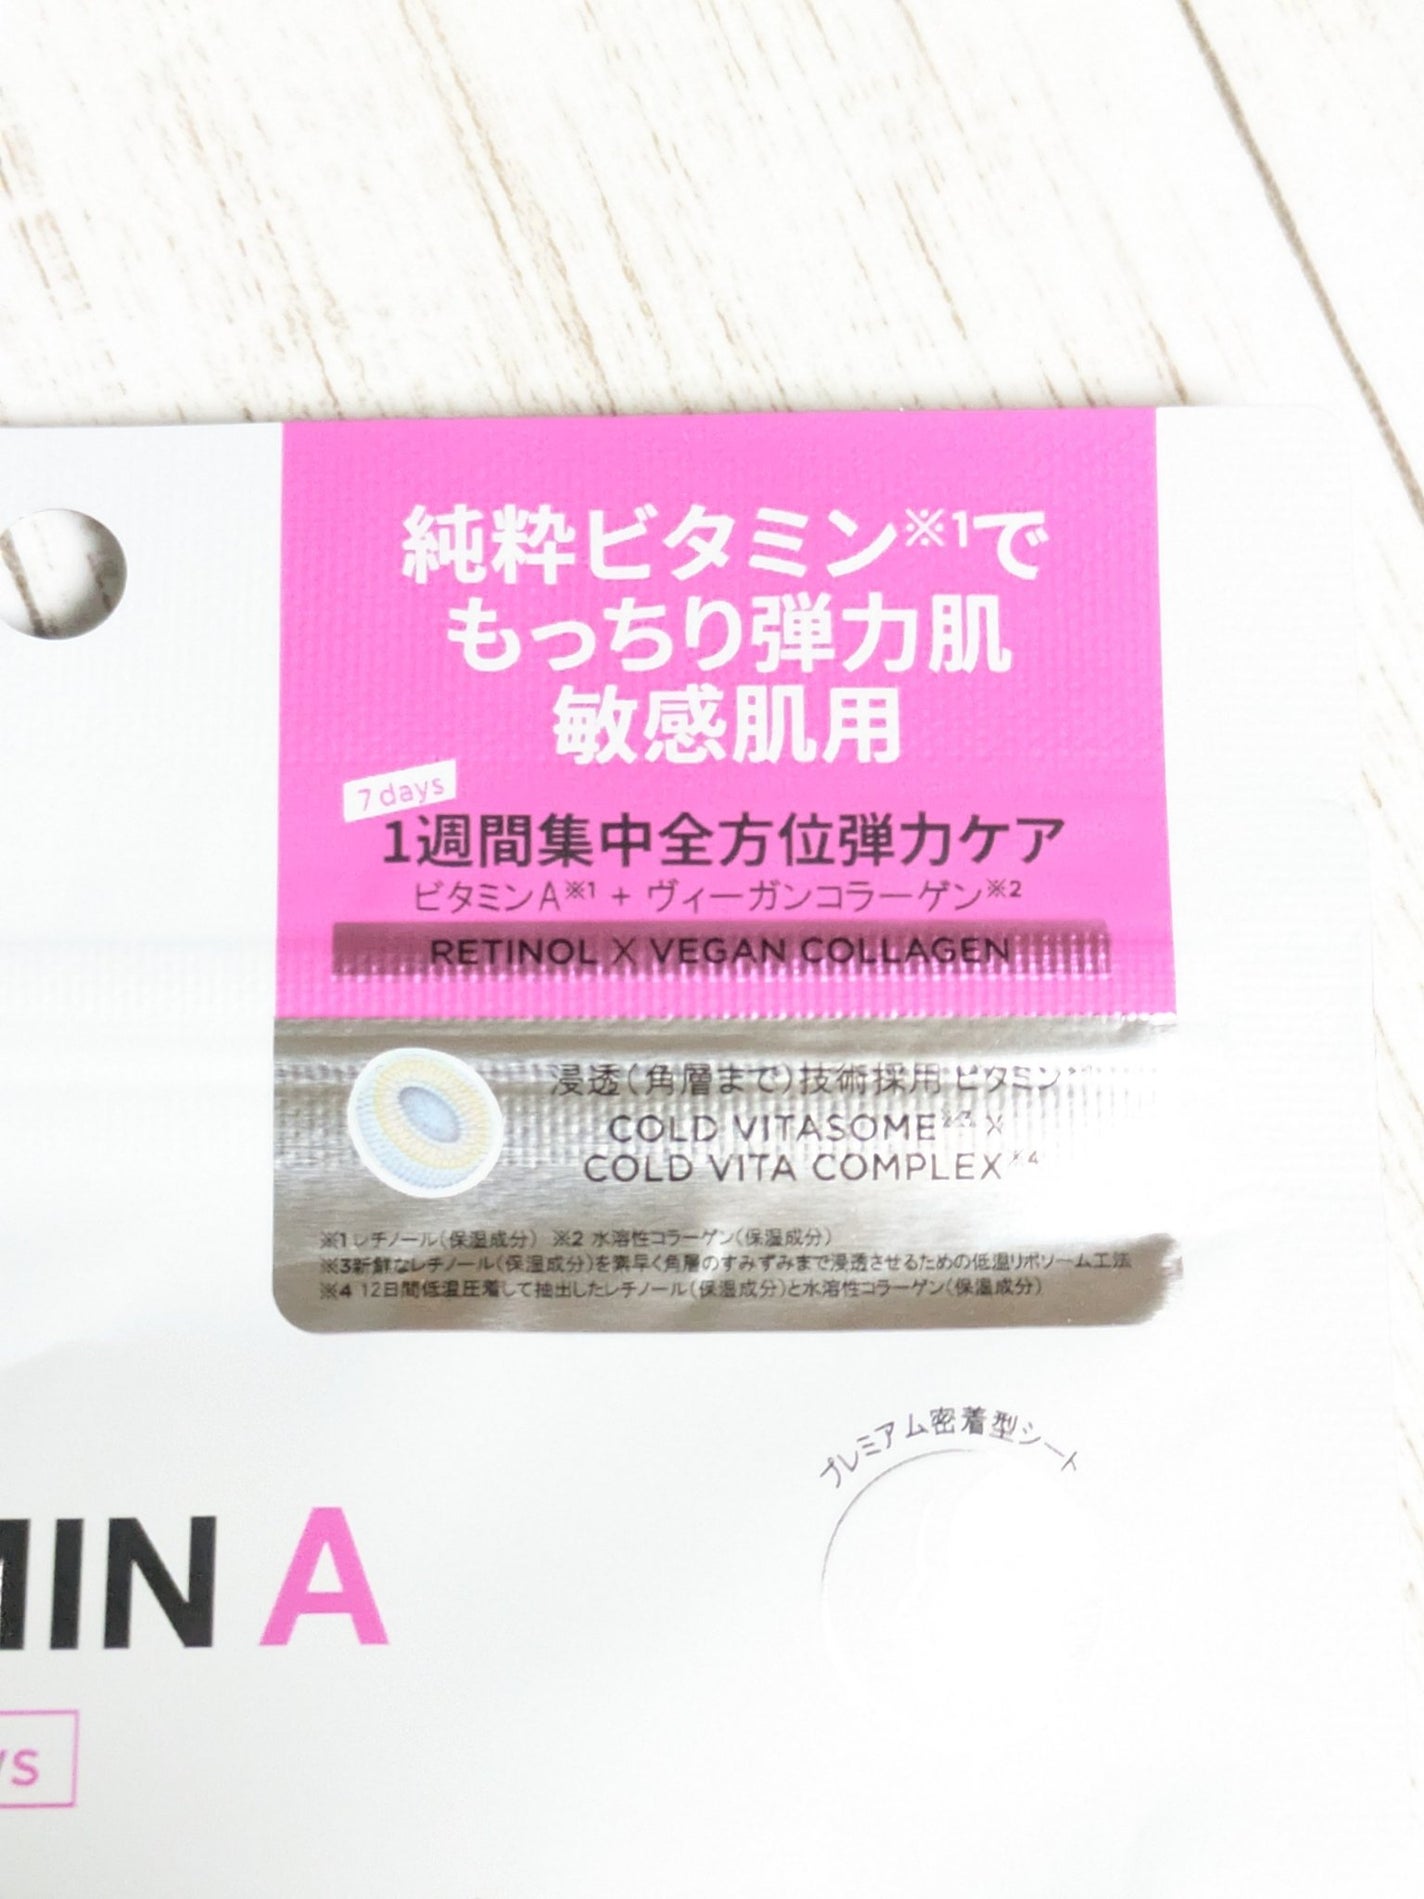 純粋ビタミン※1で
もっちり弾力肌
敏感肌用
7 days
1週間集中全方位弾力ケア
ビタミンA※1 + ヴィーガンコラーゲン※2
RETINOL X VEGAN COLLAGEN
浸透(角層まで)技術採用 ビタミン
COLD VITASOME※3 X
COLD VITA COMPLEX※4
※1 レチノール(保湿成分) ※2 水溶性コラーゲン(保湿成分)
※3新鮮なレチノール(保湿成分)を素早く角層のすみずみまで浸透させるための低温リポソーム工法
※4 12日間低温圧着して抽出したレチノール(保湿成分)と水溶性コラーゲン(保湿成分)
プレミアム密着型シート
MIN A
ys